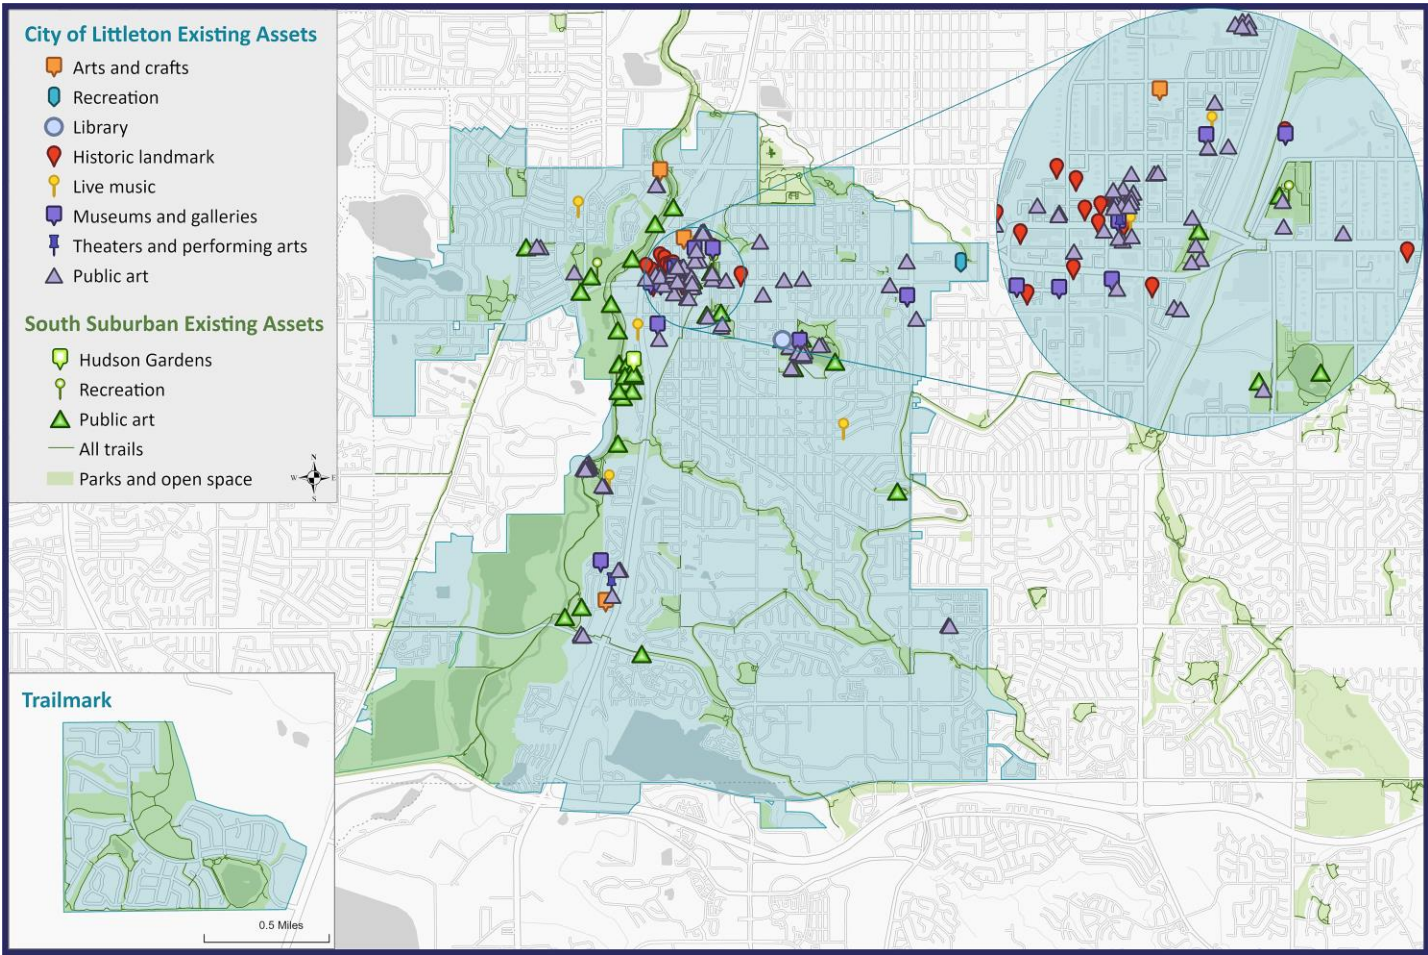 City of Littleton Existing Assets
Arts and crafts
Recreation
Library
Historic landmark
Live music
Museums and galleries
Theaters and performing arts
Public art
South Suburban Existing Assets
Hudson Gardens
Recreation
Public art
All trails
Parks and open space
N
W E
S
Trailmark
0.5 Miles